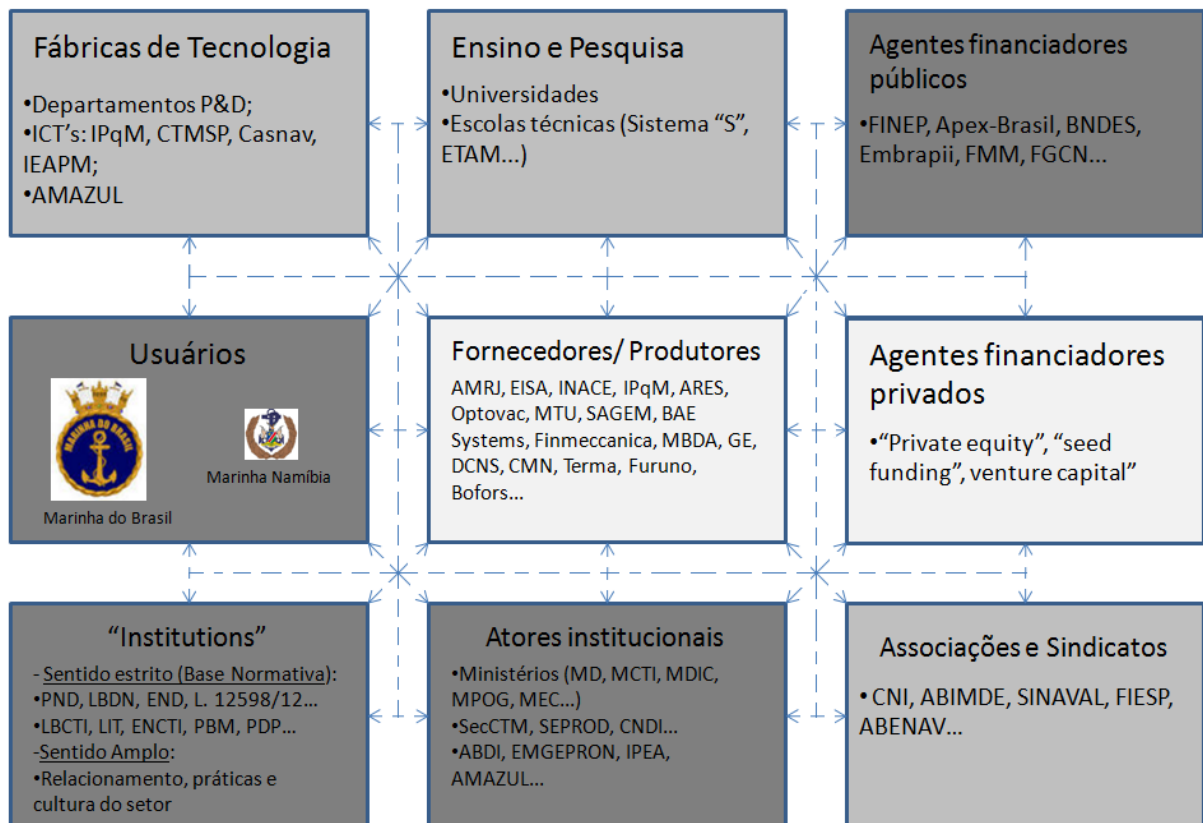 Fábricas de Tecnologia
•Departamentos P&D;
•ICT's: IPqM, CTMSP, Casnav,
IEAPM;
•AMAZUL
Ensino e Pesquisa
•Universidades
•Escolas técnicas (Sistema “S”,
ETAM...)
Agentes financiadores
públicos
•FINEP, Apex-Brasil, BNDES,
Embrapii, FMM, FGCN...
Usuários
MARINHA DO BRASIL
Marinha do Brasil
Marinha Namíbia
Fornecedores/ Produtores
AMRJ, EISA, INACE, IPqM, ARES,
Optovac, MTU, SAGEM, BAE
Systems, Finmeccanica, MBDA, GE,
DCNS, CMN, Terma, Furuno,
Bofors...
Agentes financiadores
privados
•“Private equity”, “seed
funding”, venture capital”
“Institutions”
- Sentido estrito (Base Normativa):
•PND, LBDN, END, L. 12598/12...
•LBCTI, LIT, ENCTI, PBM, PDP...
-Sentido Amplo:
•Relacionamento, práticas e
cultura do setor
Atores institucionais
•Ministérios (MD, MCTI, MDIC,
MPOG, MEC...)
•SecCTM, SEPROD, CNDI...
•ABDI, EMGEPRON, IPEA,
AMAZUL...
Associações e Sindicatos
• CNI, ABIMDE, SINAVAL, FIESP,
ABENAV...